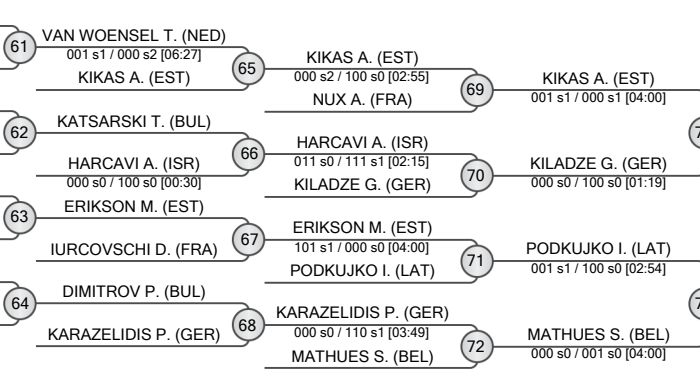 61
VAN WOENSEL T. (NED)
001 s1 / 000 s2 [06:27]
KIKAS A. (EST)
62
KATSARSKI T. (BUL)
HARCAVI A. (ISR)
000 s0 / 100 s0 [00:30]
63
ERIKSON M. (EST)
IURCOVSCHI D. (FRA)
64
DIMITROV P. (BUL)
KARAZELIDIS P. (GER)
65
KIKAS A. (EST)
000 s2 / 100 s0 [02:55]
NUX A. (FRA)
66
HARCAVI A. (ISR)
011 s0 / 111 s1 [02:15]
KILADZE G. (GER)
67
ERIKSON M. (EST)
101 s1 / 000 s0 [04:00]
PODKUJKO I. (LAT)
68
KARAZELIDIS P. (GER)
000 s0 / 110 s1 [03:49]
MATHUES S. (BEL)
69
KIKAS A. (EST)
001 s1 / 000 s1 [04:00]
70
KILADZE G. (GER)
000 s0 / 100 s0 [01:19]
71
PODKUJKO I. (LAT)
001 s1 / 100 s0 [02:54]
72
MATHUES S. (BEL)
000 s0 / 001 s0 [04:00]